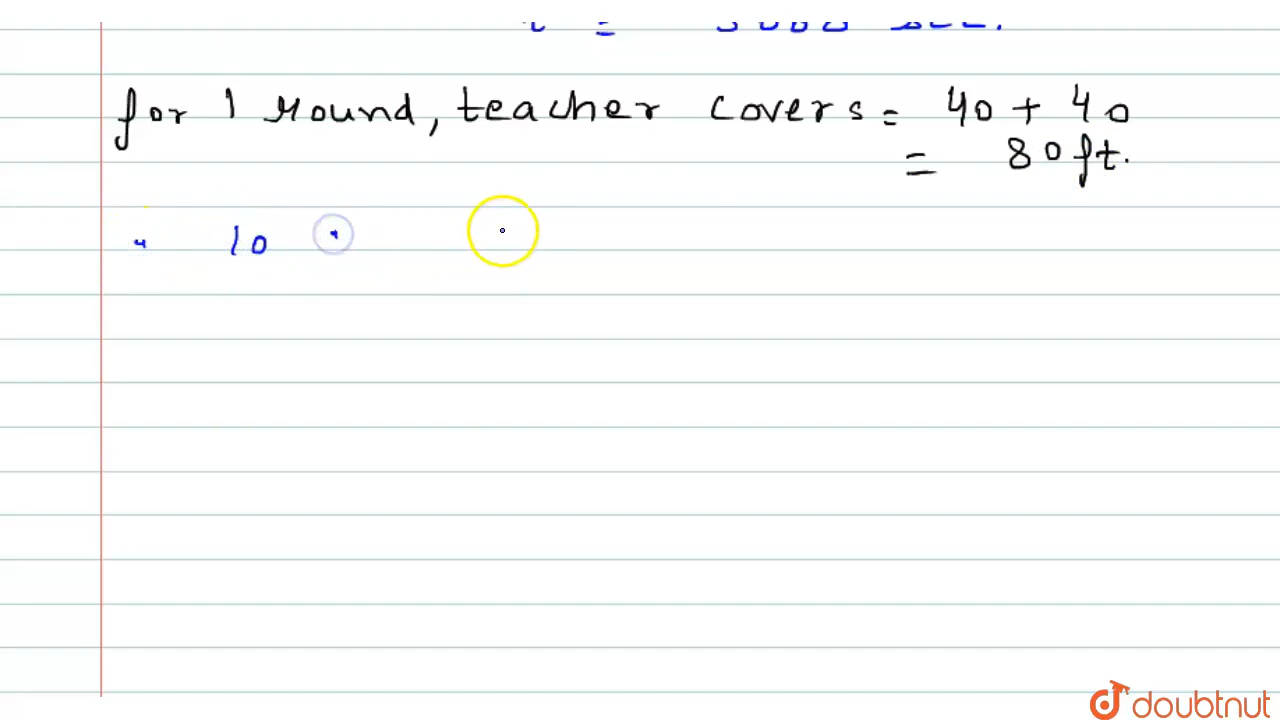 for 1 round, teacher covers = 40 + 40
= 80 ft.
" 10 "
doubtnut